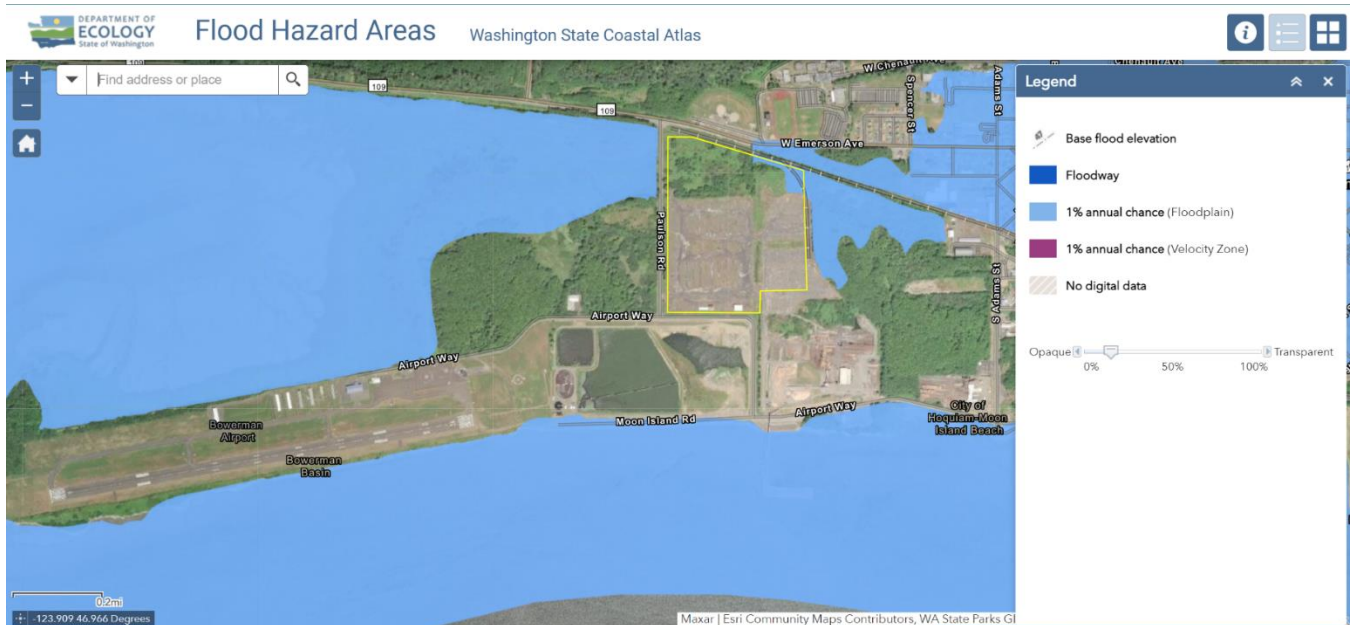 DEPARTMENT OF
ECOLOGY
State of Washington
Flood Hazard Areas
Washington State Coastal Atlas
Find address or place
109
109
109
W Chenault Ave
Chenault Ave
Spencer St
Adams St
W Emerson Ave
Paulson Rd
Airport Way
Airport Way
S Adams St
Airport Way
Moon Island Rd
City of
Hoquiam-Moon
Island Beach
Bowerman
Airport
Bowerman
Basin
0.2mi
-123.909 46.966 Degrees
Maxar | Esri Community Maps Contributors, WA State Parks GI
Legend
Base flood elevation
Floodway
1% annual chance (Floodplain)
1% annual chance (Velocity Zone)
No digital data
Opaque
Transparent
0% 50% 100%